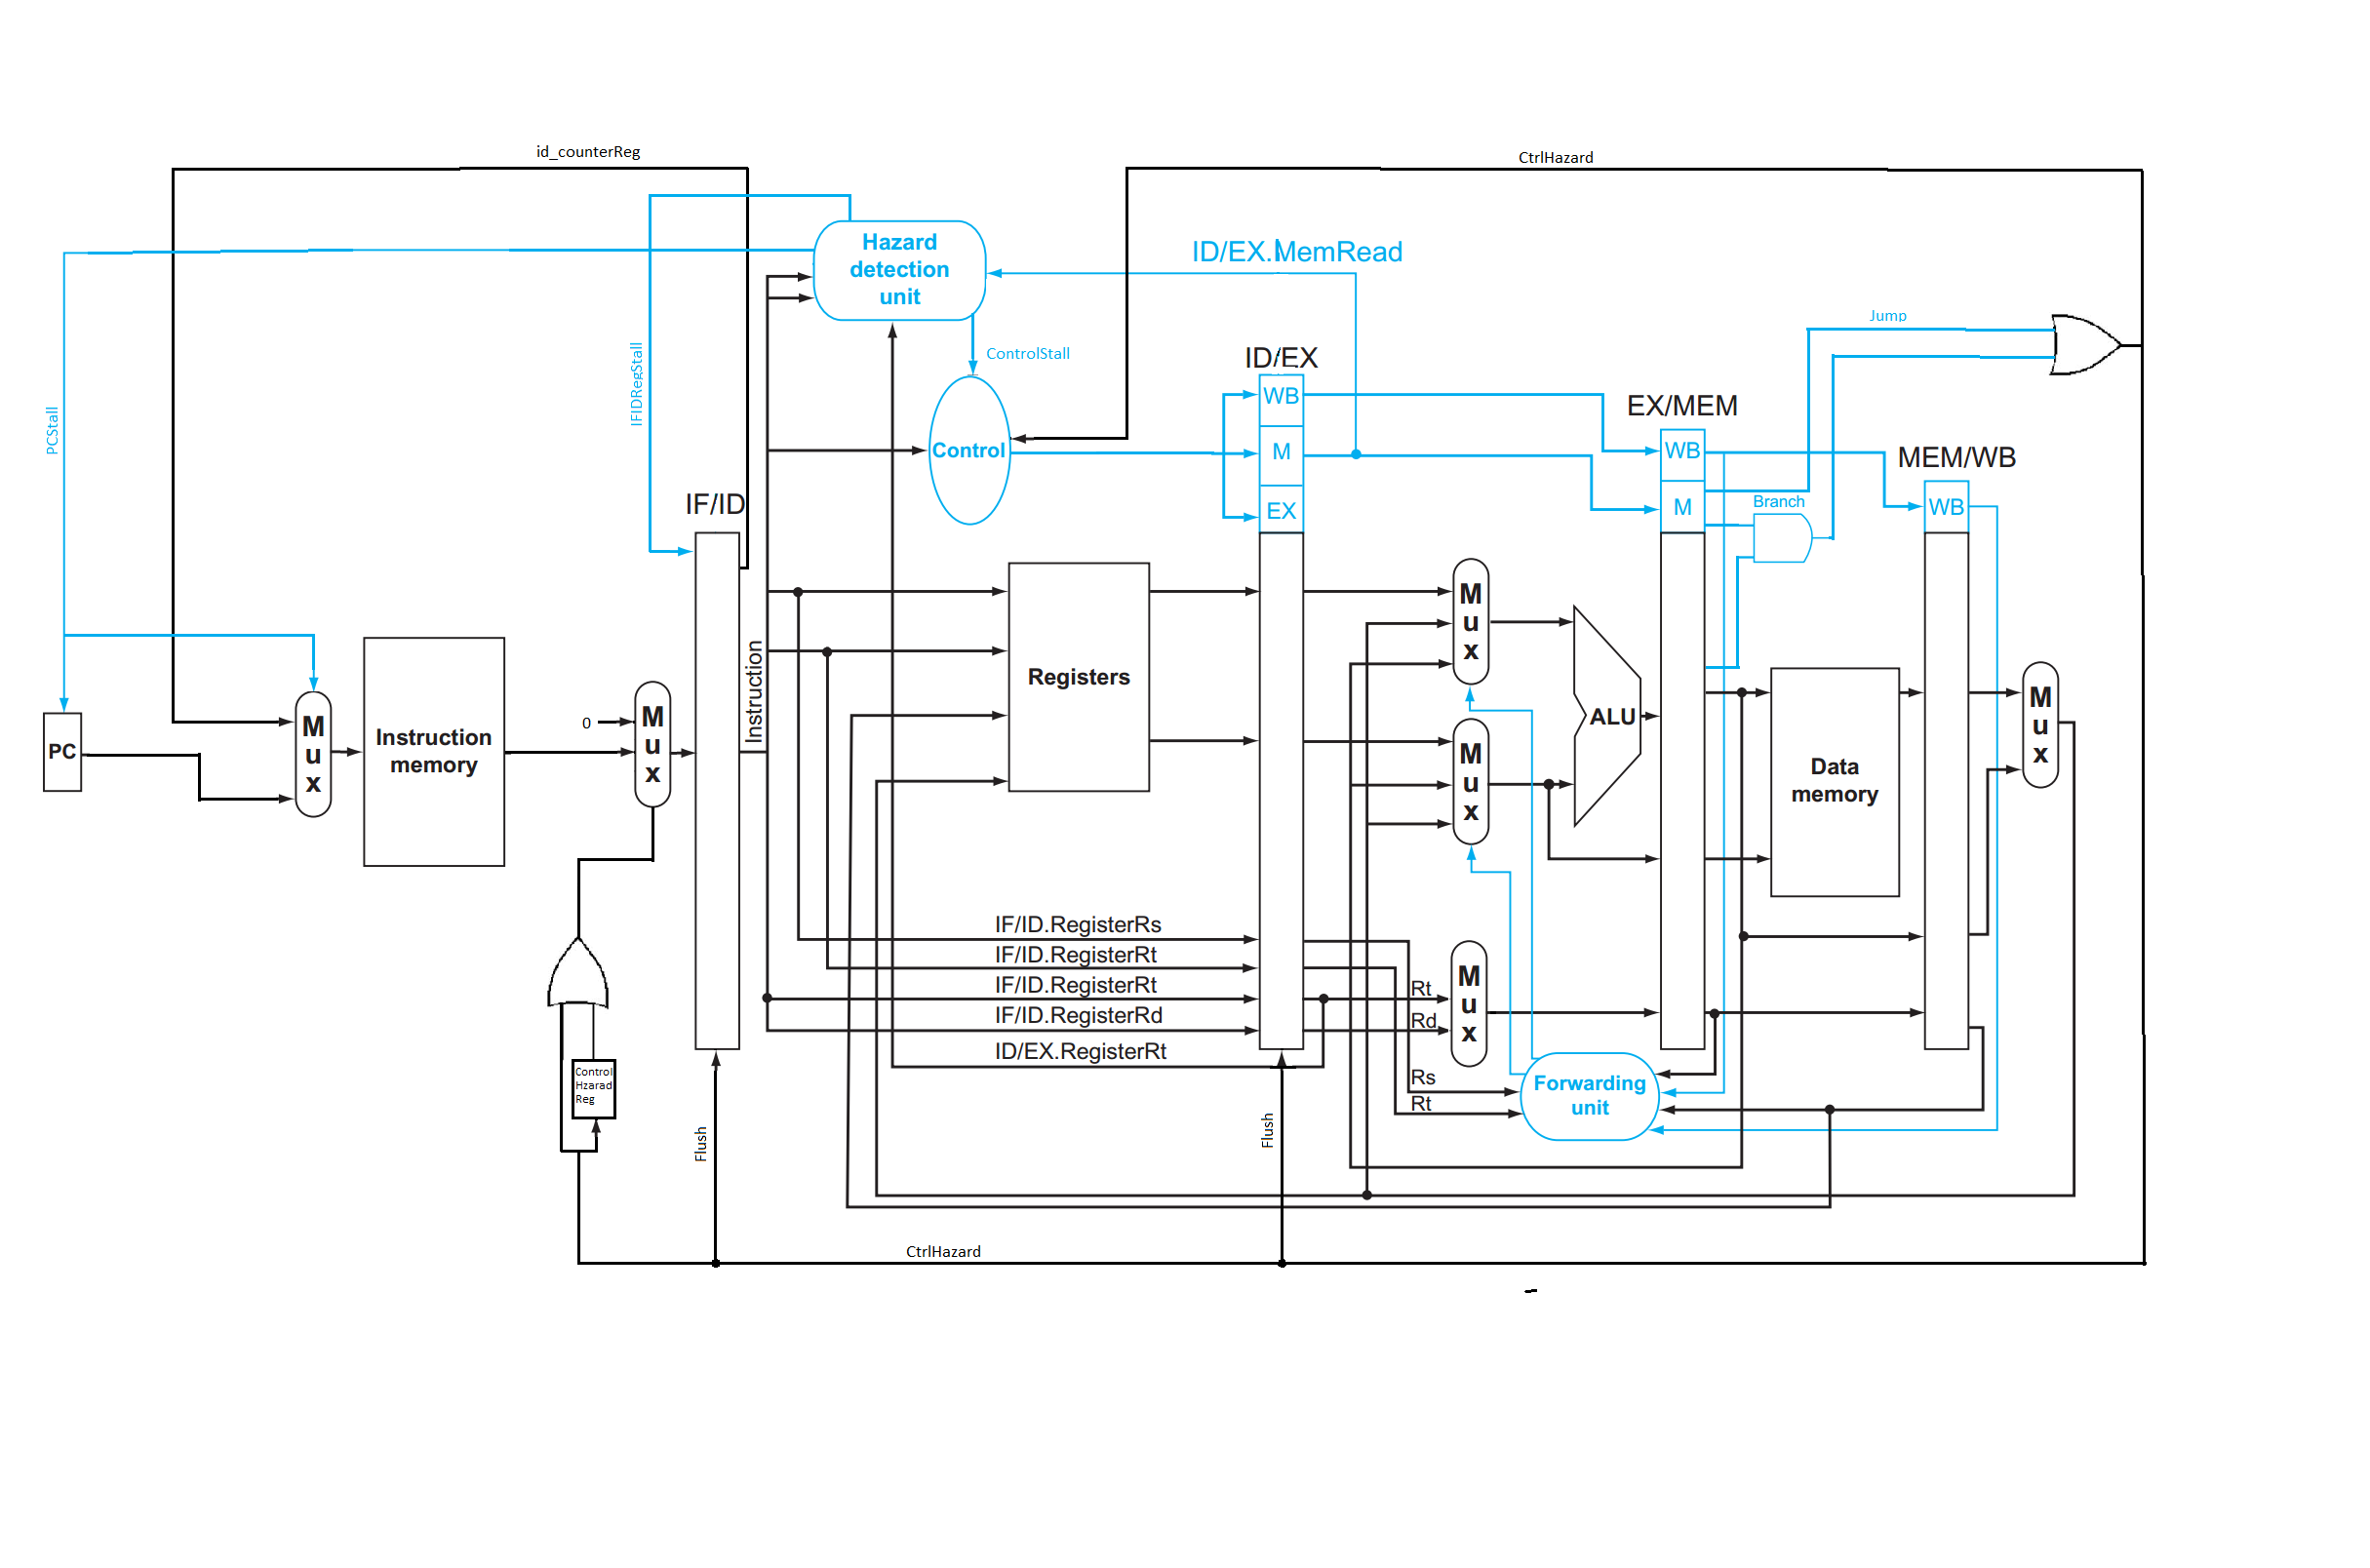 id_counterReg
CtrlHazard
Hazard
detection
unit
ID/EX.MemRead
Jump
ControlStall
IFIDRegStall
PCStall
ID/EX
WB
M
EX
Control
EX/MEM
WB
M
Branch
MEM/WB
WB
IF/ID
Instruction
PC
M
u
x
Instruction
memory
0
M
u
x
Registers
M
u
x
M
u
x
ALU
Data
memory
M
u
x
IF/ID.RegisterRs
IF/ID.RegisterRt
IF/ID.RegisterRt
IF/ID.RegisterRd
ID/EX.RegisterRt
Rt
Rd
M
u
x
Rs
Rt
Forwarding
unit
Control
Hzarad
Reg
Flush
Flush
CtrlHazard